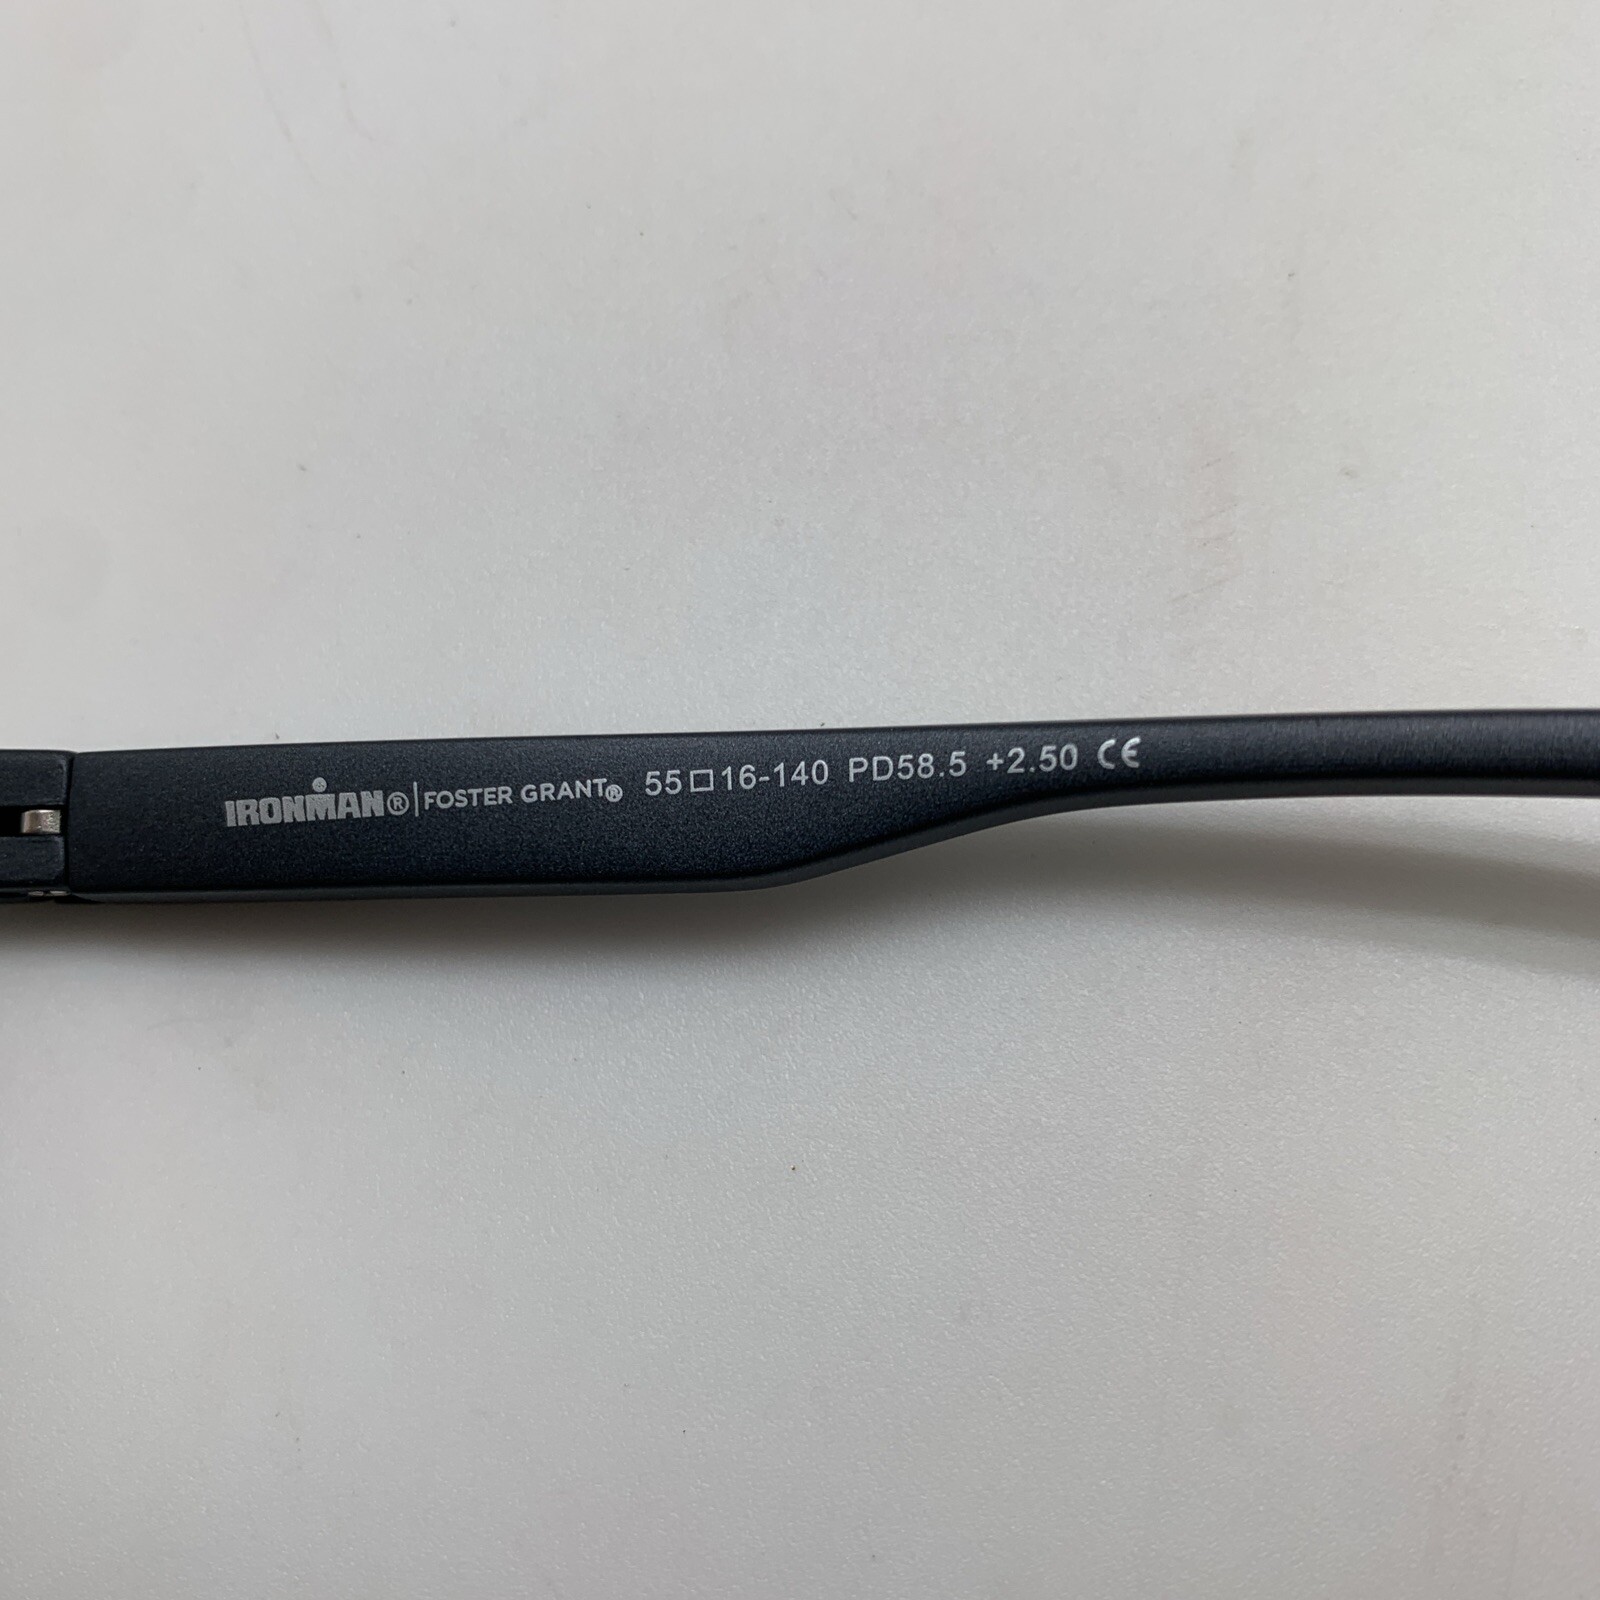 IRONMAN®|FOSTER GRANT® 55□16-140 PD58.5 +2.50 CE